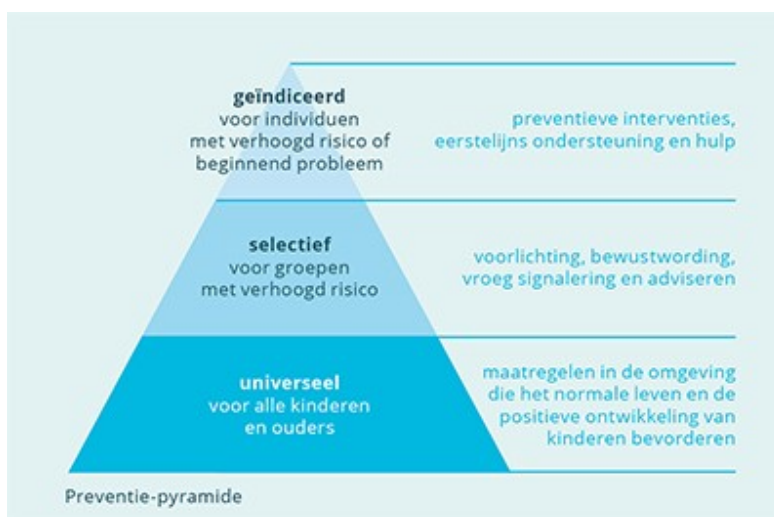 geïndiceerd
voor individuen
met verhoogd risico of
beginnend probleem
preventieve interventies,
eerstelijns ondersteuning en hulp
selectief
voor groepen
met verhoogd risico
voorlichting, bewustwording,
vroeg signalering en adviseren
universeel
voor alle kinderen
en ouders
maatregelen in de omgeving
die het normale leven en de
positieve ontwikkeling van
kinderen bevorderen
Preventie-pyramide